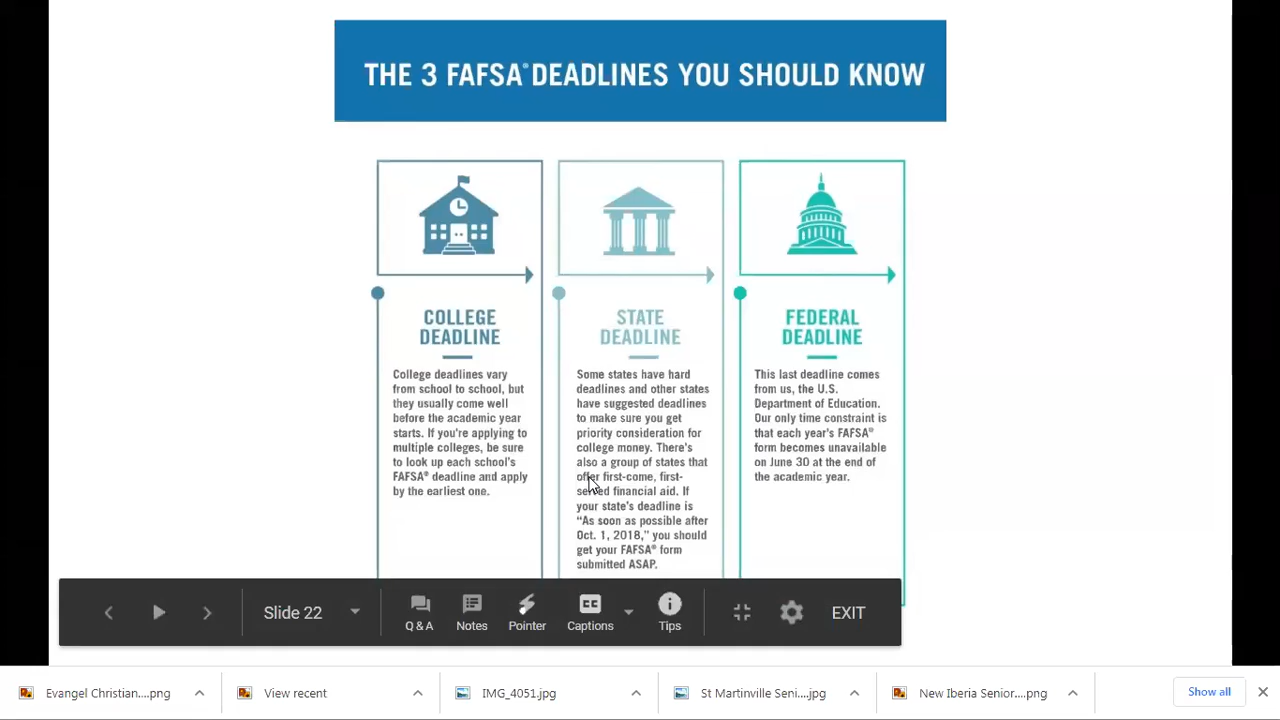 THE 3 FAFSA® DEADLINES YOU SHOULD KNOW
COLLEGE
DEADLINE
College deadlines vary
from school to school, but
they usually come well
before the academic year
starts. If you're applying to
multiple colleges, be sure
to look up each school's
FAFSA® deadline and apply
by the earliest one.
STATE
DEADLINE
Some states have hard
deadlines and other states
have suggested deadlines
to make sure you get
priority consideration for
college money. There's
also a group of states that
offer first-come, first-
served financial aid. If
your state's deadline is
“As soon as possible after
Oct. 1, 2018,” you should
get your FAFSA® form
submitted ASAP.
FEDERAL
DEADLINE
This last deadline comes
from us, the U.S.
Department of Education.
Our only time constraint is
that each year's FAFSA®
form becomes unavailable
on June 30 at the end of
the academic year.
Slide 22
Q & A
Notes
Pointer
CC
Captions
Tips
EXIT
Evangel Christian....png
View recent
IMG_4051.jpg
St Martinville Seni....jpg
New Iberia Senior....png
Show all